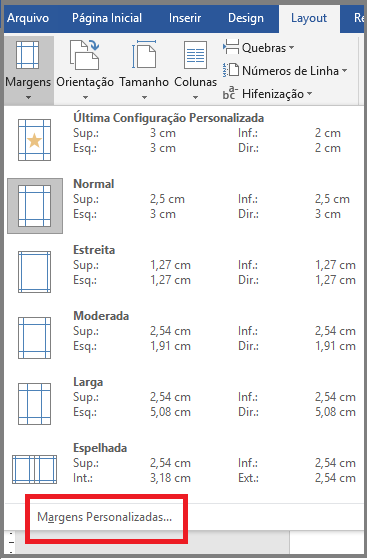 Arquivo Página Inicial Inserir Design Layout Re
Margens Orientação Tamanho Colunas
Quebras
Números de Linha
Hifenização
Última Configuração Personalizada
Sup.: 3 cm Inf.: 2 cm
Esq.: 3 cm Dir.: 2 cm
Normal
Sup.: 2,5 cm Inf.: 2,5 cm
Esq.: 3 cm Dir.: 3 cm
Estreita
Sup.: 1,27 cm Inf.: 1,27 cm
Esq.: 1,27 cm Dir.: 1,27 cm
Moderada
Sup.: 2,54 cm Inf.: 2,54 cm
Esq.: 1,91 cm Dir.: 1,91 cm
Larga
Sup.: 2,54 cm Inf.: 2,54 cm
Esq.: 5,08 cm Dir.: 5,08 cm
Espelhada
Sup.: 2,54 cm Inf.: 2,54 cm
Int.: 3,18 cm Ext.: 2,54 cm
Margens Personalizadas...